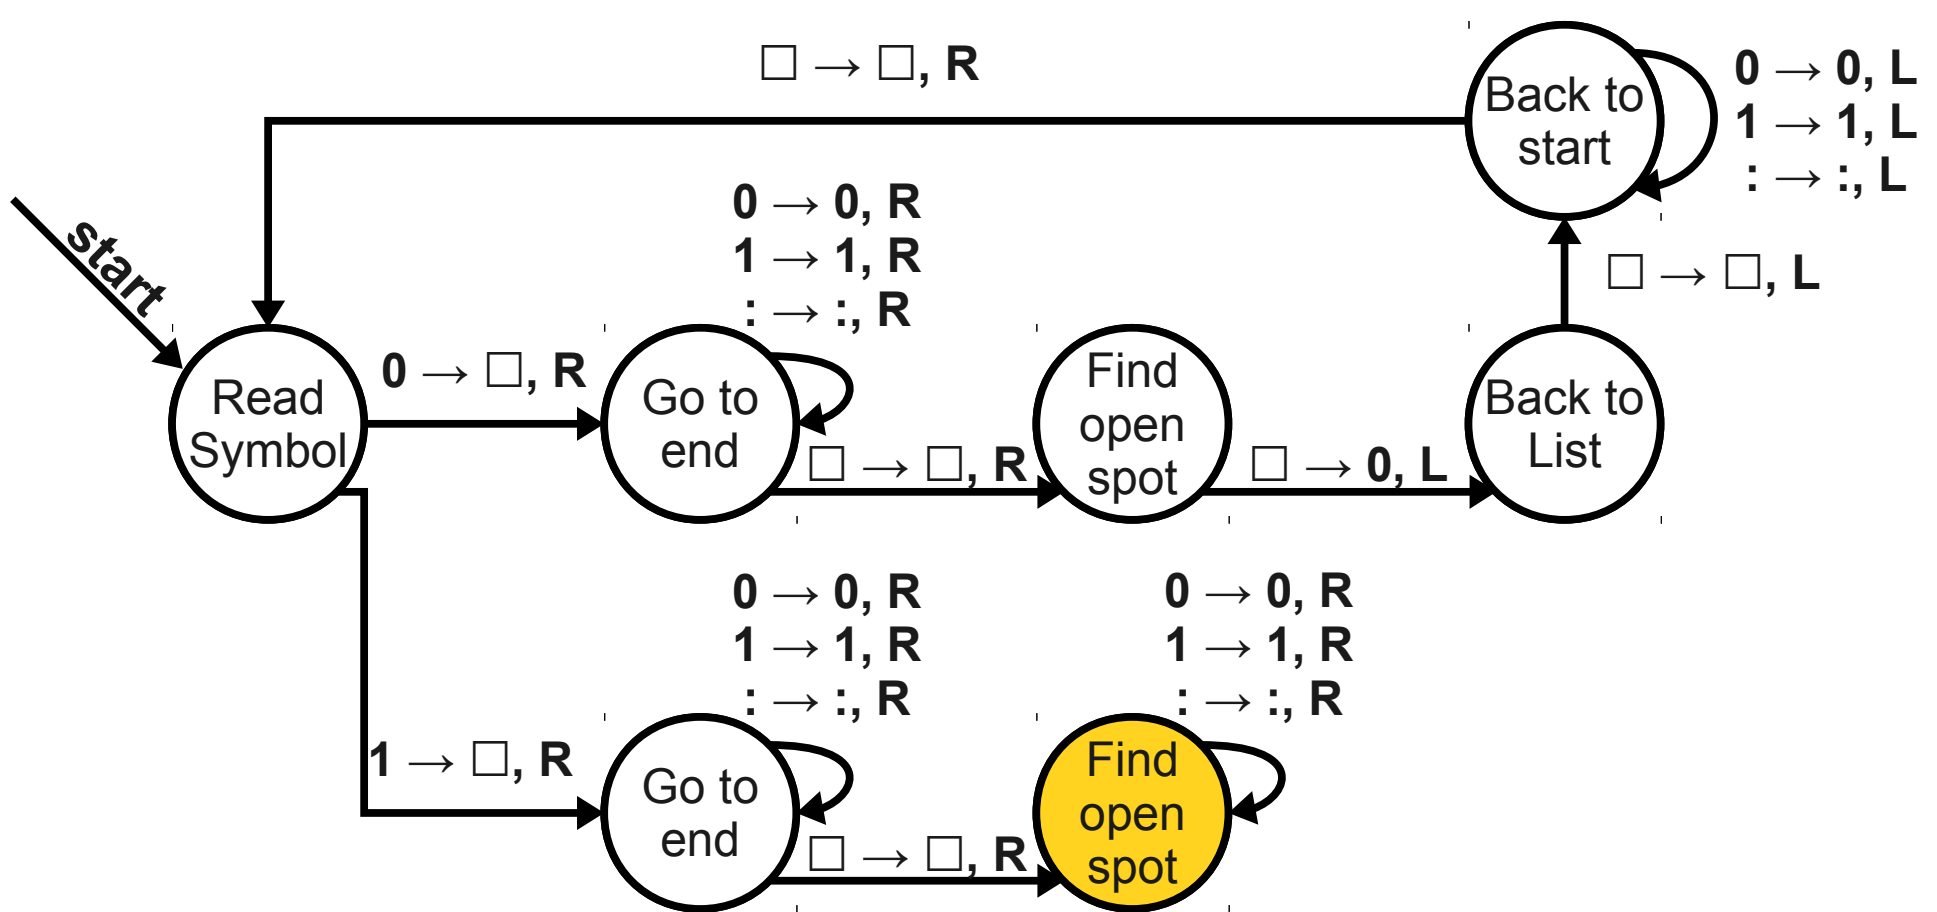 □ → □, R
Back to
start
0 → 0, L
1 → 1, L
: → :, L
start
0 → 0, R
1 → 1, R
: → :, R
□ → □, L
Read
Symbol
0 → □, R
Go to
end
□ → □, R
Find
open
spot
□ → 0, L
Back to
List
0 → 0, R
1 → 1, R
: → :, R
0 → 0, R
1 → 1, R
: → :, R
1 → □, R
Go to
end
□ → □, R
Find
open
spot